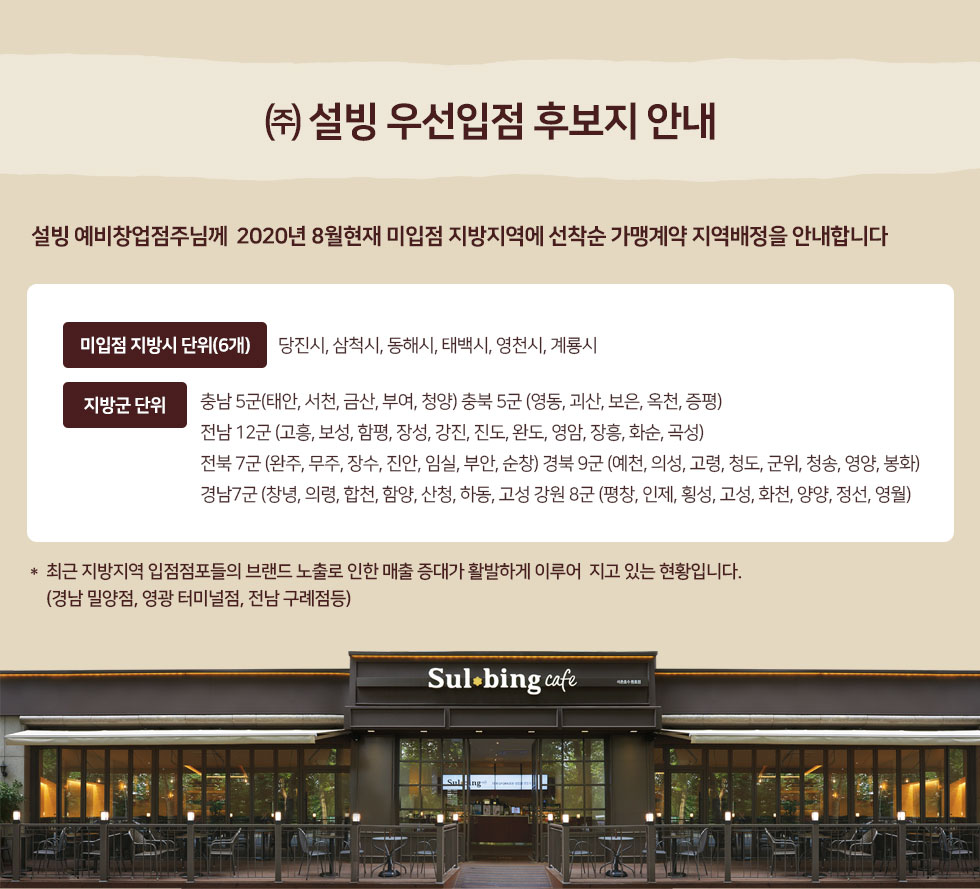 ㈜ 설빙 우선입점 후보지 안내
설빙 예비창업점주님께 2020년 8월현재 미입점 지방지역에 선착순 가맹계약 지역배정을 안내합니다
미입점 지방시 단위(6개) 당진시, 삼척시, 동해시, 태백시, 영천시, 계룡시
지방군 단위 충남 5군(태안, 서천, 금산, 부여, 청양) 충북 5군 (영동, 괴산, 보은, 옥천, 증평)
전남 12군 (고흥, 보성, 함평, 장성, 강진, 진도, 완도, 영암, 장흥, 화순, 곡성)
전북 7군 (완주, 무주, 장수, 진안, 임실, 부안, 순창) 경북 9군 (예천, 의성, 고령, 청도, 군위, 청송, 영양, 봉화)
경남7군 (창녕, 의령, 합천, 함양, 산청, 하동, 고성 강원 8군 (평창, 인제, 횡성, 고성, 화천, 양양, 정선, 영월)
* 최근 지방지역 입점점포들의 브랜드 노출로 인한 매출 증대가 활발하게 이루어 지고 있는 현황입니다.
(경남 밀양점, 영광 터미널점, 전남 구례점등)
Sul bing cafe
Sul bing